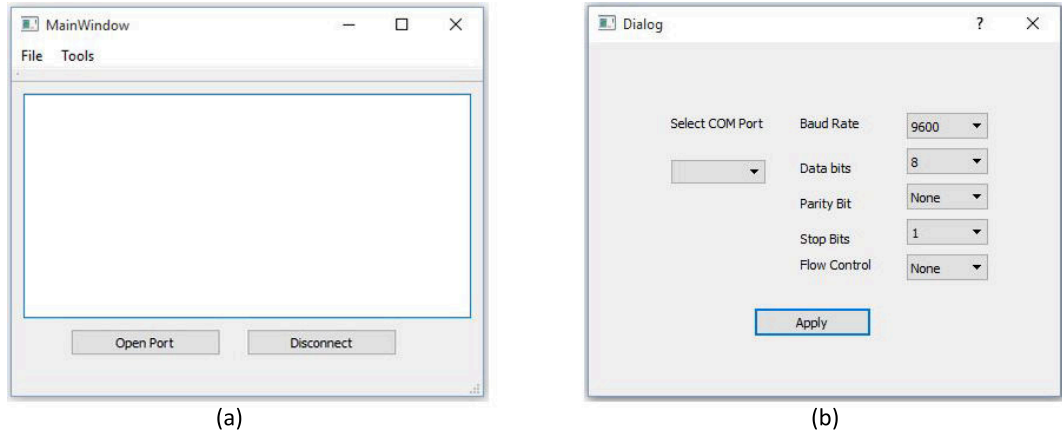 MainWindow
File Tools
Open Port Disconnect
(a)
Dialog ?
Select COM Port
Baud Rate 9600
Data bits 8
Parity Bit None
Stop Bits 1
Flow Control None
Apply
(b)